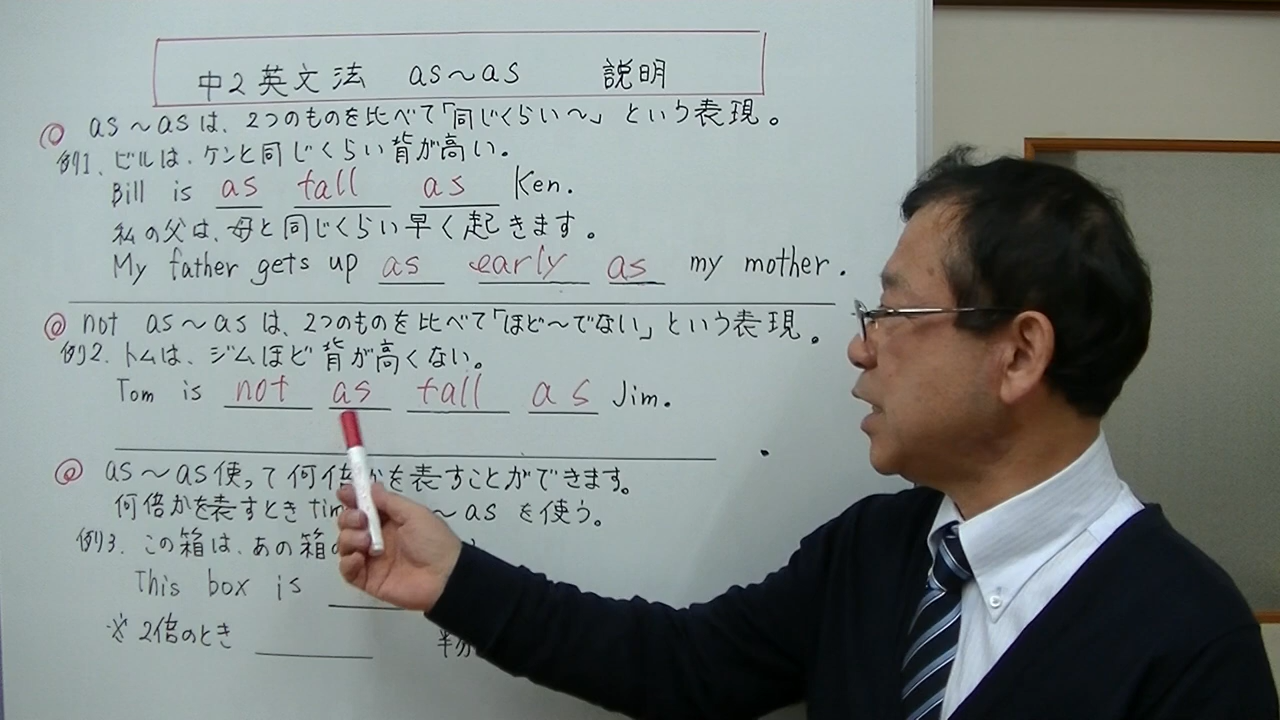 中2英文法 as～as 説明
◎ as～asは、2つのものを比べて「同じくらい～」という表現。
例1. ビルは、ケンと同じくらい背が高い。
Bill is as tall as Ken.
私の父は、母と同じくらい早く起きます。
My father gets up as early as my mother.
◎ not as～asは、2つのものを比べて「ほど～でない」という表現。
例2. トムは、ジムほど背が高くない。
Tom is not as tall as Jim.
◎ as～as使って何倍かを表すことができます。
何倍かを表すとき ～as を使う。
例3. この箱は、あの箱
This box is
※ 2倍のとき